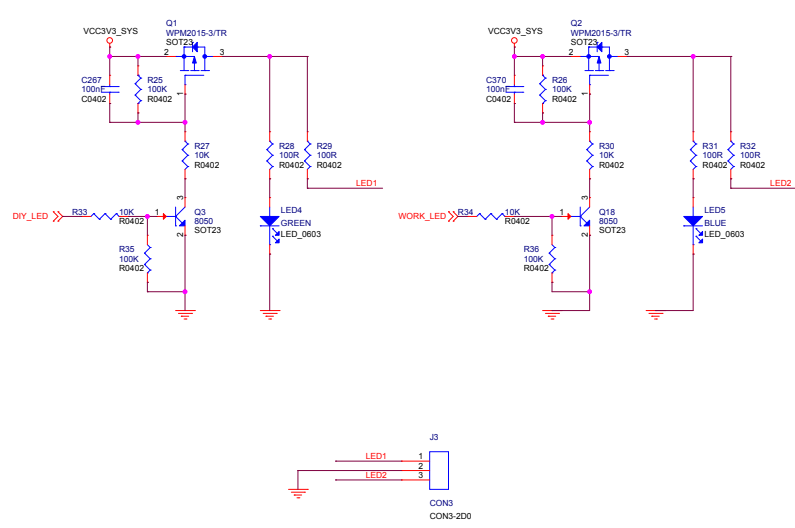 Q1
WPM2015-3/TR
SOT23
VCC3V3_SYS
2
3
1
C267
100nF
C0402
R25
100K
R0402
R27
10K
R0402
R28
100R
R0402
R29
100R
R0402
LED1
DIY_LED
R33
10K
R0402
1
3
2
Q3
8050
SOT23
R35
100K
R0402
LED4
GREEN
LED_0603
Q2
WPM2015-3/TR
SOT23
VCC3V3_SYS
2
3
1
C370
100nF
C0402
R26
100K
R0402
R30
10K
R0402
R31
100R
R0402
R32
100R
R0402
LED2
WORK_LED
R34
10K
R0402
1
3
2
Q18
8050
SOT23
R36
100K
R0402
LED5
BLUE
LED_0603
J3
LED1
1
2
LED2
3
CON3
CON3-2D0